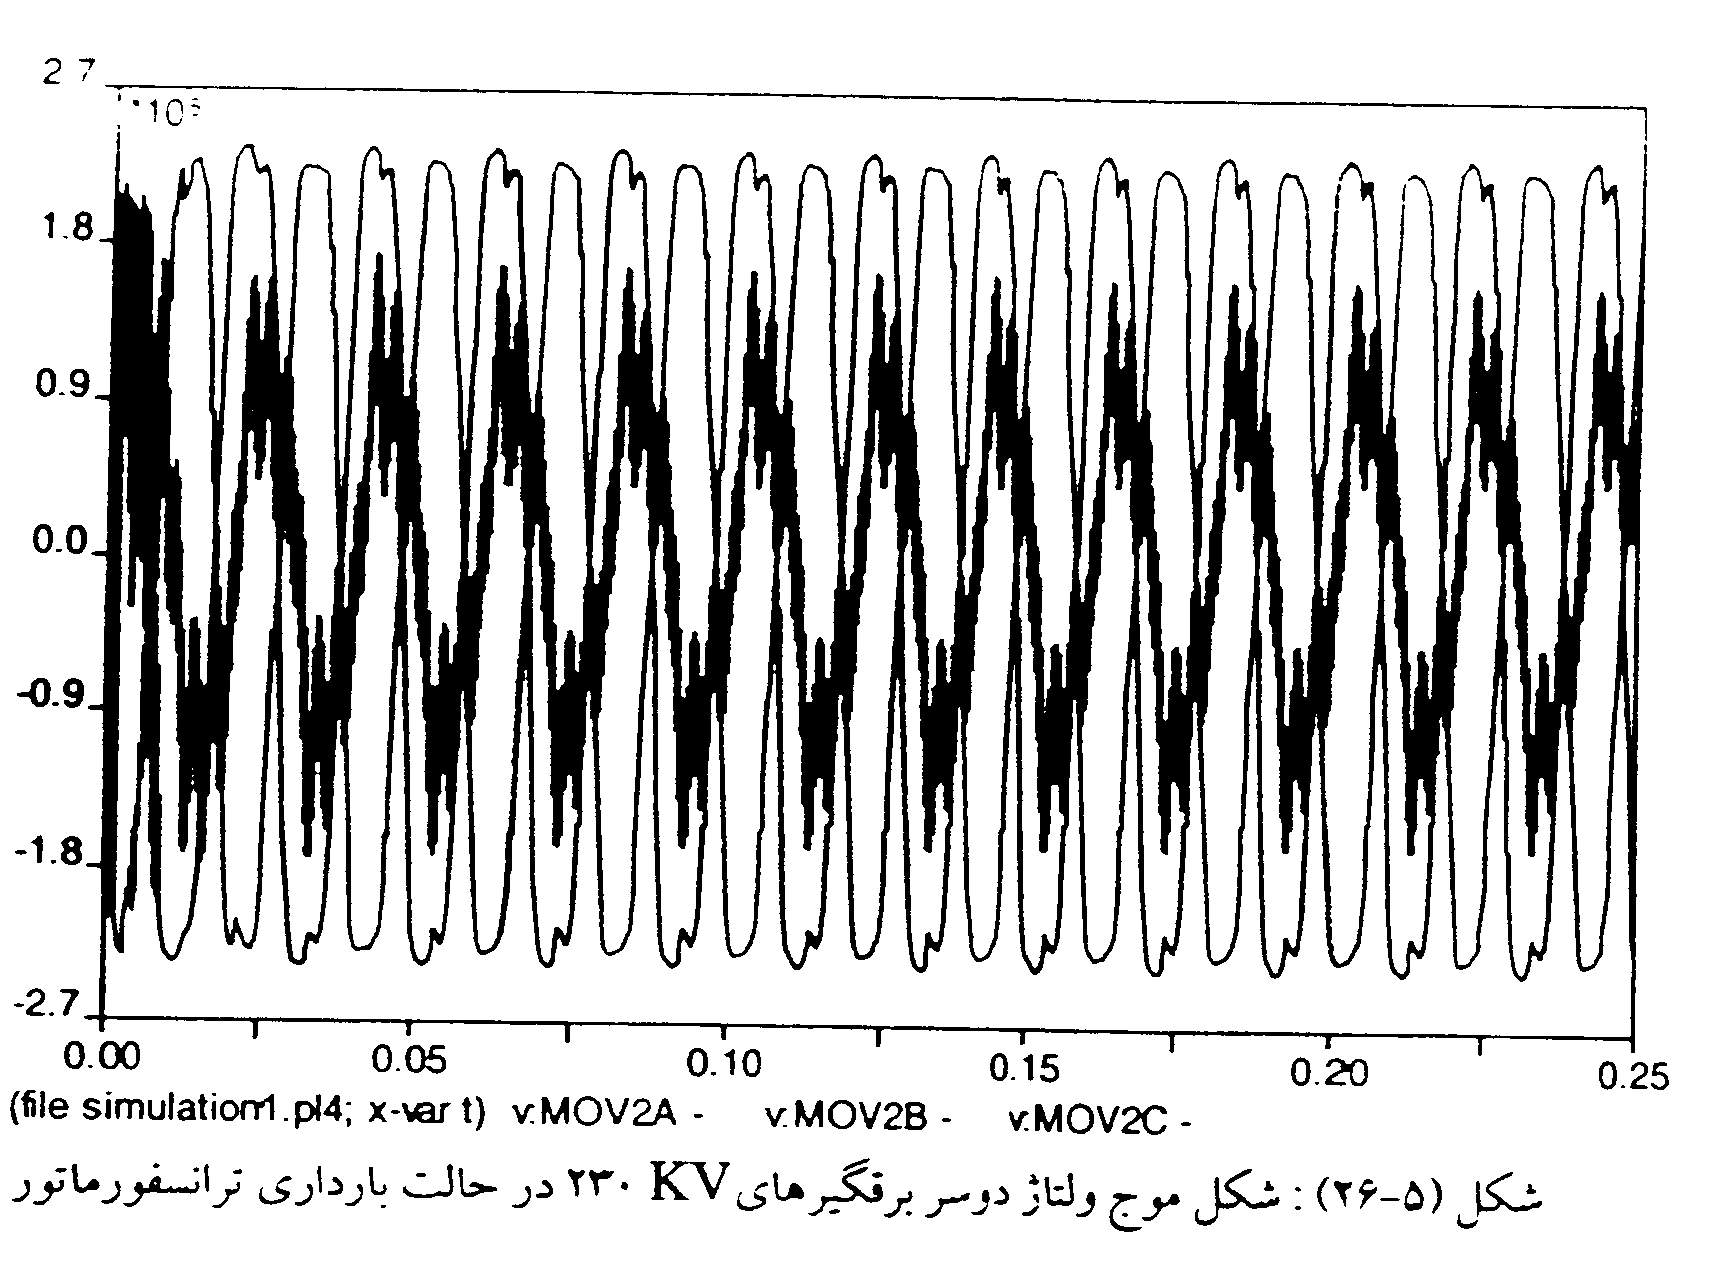 2.7
*10⁵
1.8
0.9
0.0
-0.9
-1.8
-2.7
0.00 0.05 0.10 0.15 0.20 0.25
(file simulation1.pl4; x-var t) v:MOV2A - v:MOV2B - v:MOV2C -
شکل (۵-۲۶) : شکل موج ولتاژ دوسر برقگیرهای ۲۳۰ KV در حالت بارداری ترانسفورماتور